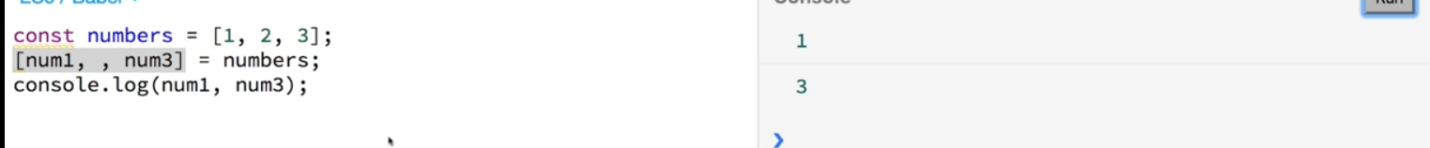 ES6 / Babel
Console
Run
const numbers = [1, 2, 3];
[num1, , num3] = numbers;
console.log(num1, num3);
1
3